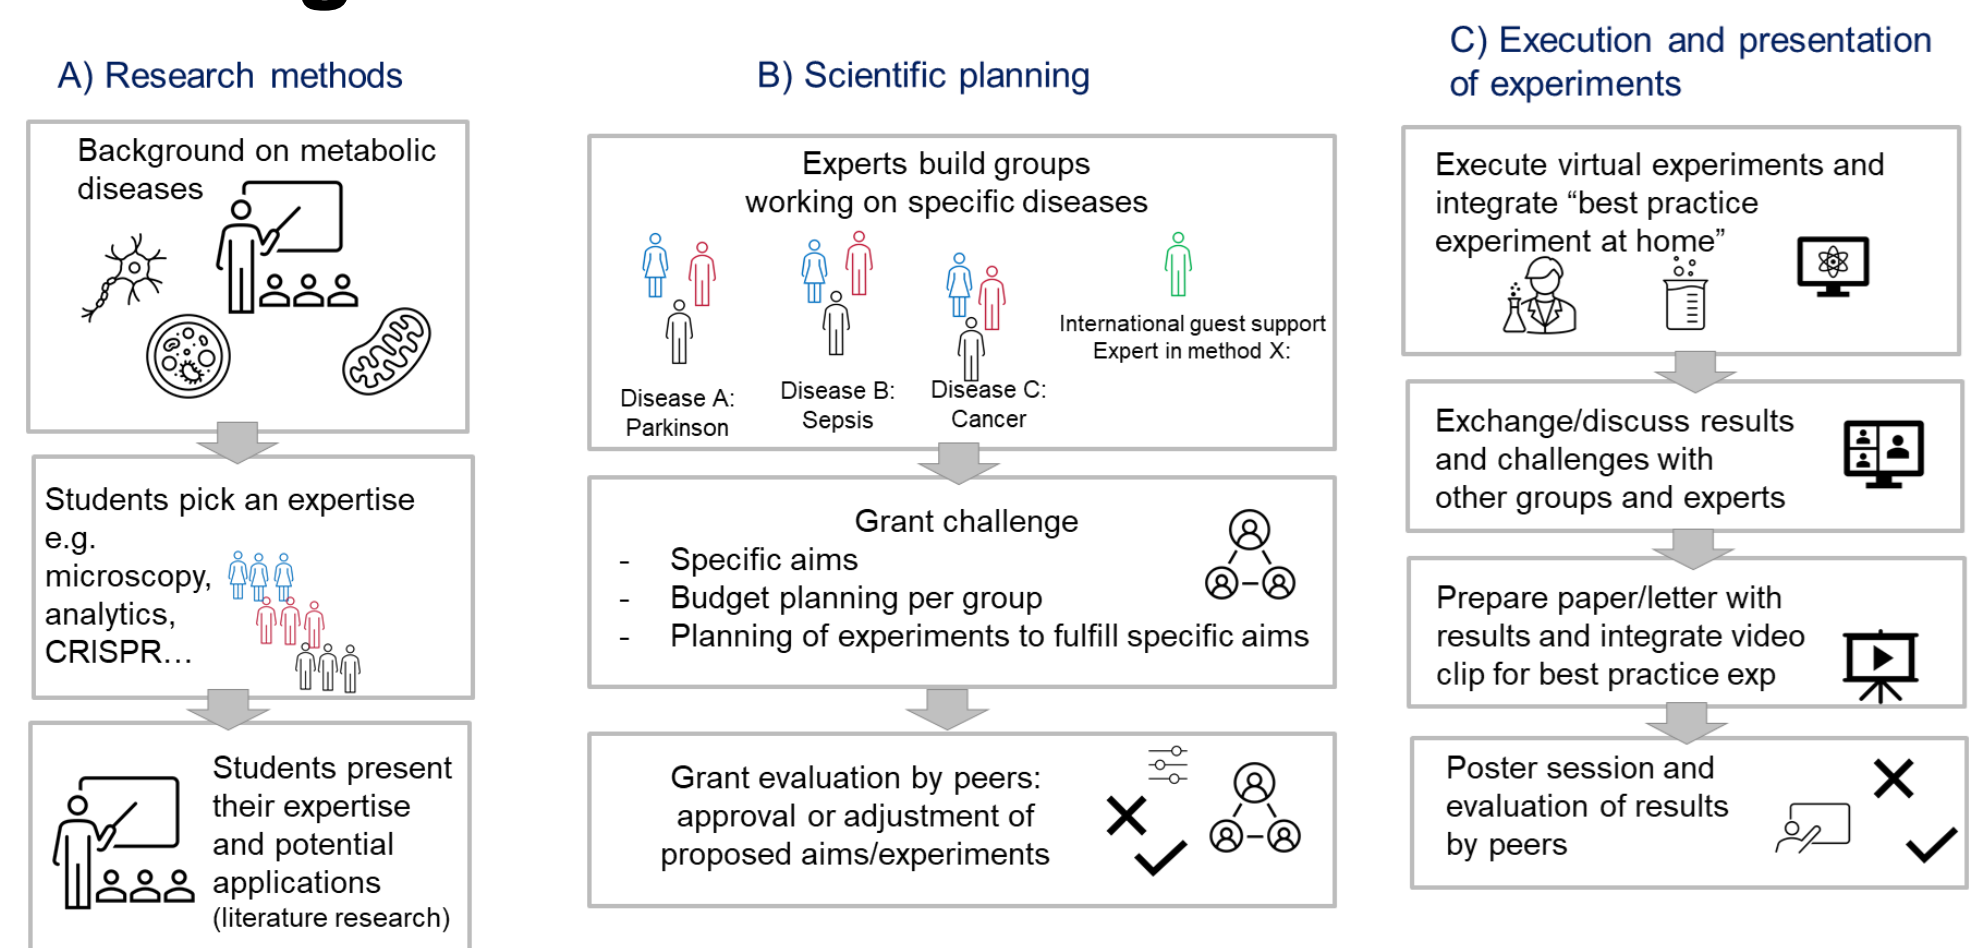 A) Research methods
Background on metabolic
diseases
Students pick an expertise
e.g.
microscopy,
analytics,
CRISPR...
Students present
their expertise
and potential
applications
(literature research)
B) Scientific planning
Experts build groups
working on specific diseases
Disease A:
Parkinson
Disease B:
Sepsis
Disease C:
Cancer
International guest support
Expert in method X:
Grant challenge
- Specific aims
- Budget planning per group
- Planning of experiments to fulfill specific aims
Grant evaluation by peers:
approval or adjustment of
proposed aims/experiments
C) Execution and presentation
of experiments
Execute virtual experiments and
integrate “best practice
experiment at home”
Exchange/discuss results
and challenges with
other groups and experts
Prepare paper/letter with
results and integrate video
clip for best practice exp
Poster session and
evaluation of results
by peers